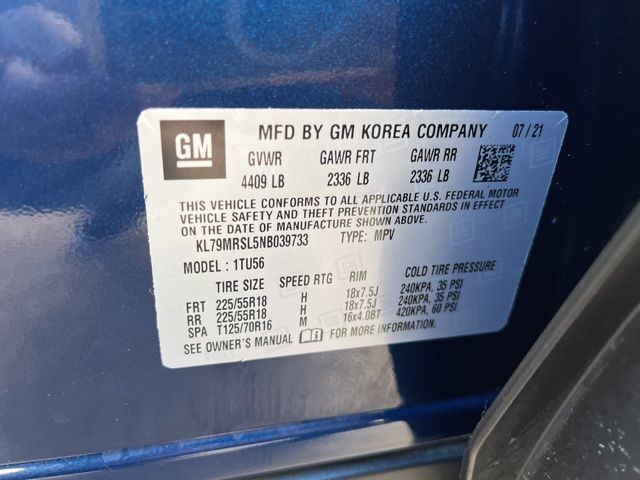 GM MFD BY GM KOREA COMPANY 07/21
GVWR GAWR FRT GAWR RR
4409 LB 2336 LB 2336 LB
THIS VEHICLE CONFORMS TO ALL APPLICABLE U.S. FEDERAL MOTOR
VEHICLE SAFETY AND THEFT PREVENTION STANDARDS IN EFFECT
ON THE DATE OF MANUFACTURE SHOWN ABOVE.
KL79MRSL5NB039733 TYPE: MPV
MODEL : 1TU56
TIRE SIZE SPEED RTG RIM COLD TIRE PRESSURE
FRT 225/55R18 H 18x7.5J 240KPA, 35 PSI
RR 225/55R18 H 18x7.5J 240KPA, 35 PSI
SPA T125/70R16 M 16x4.0BT 420KPA, 60 PSI
SEE OWNER'S MANUAL FOR MORE INFORMATION.